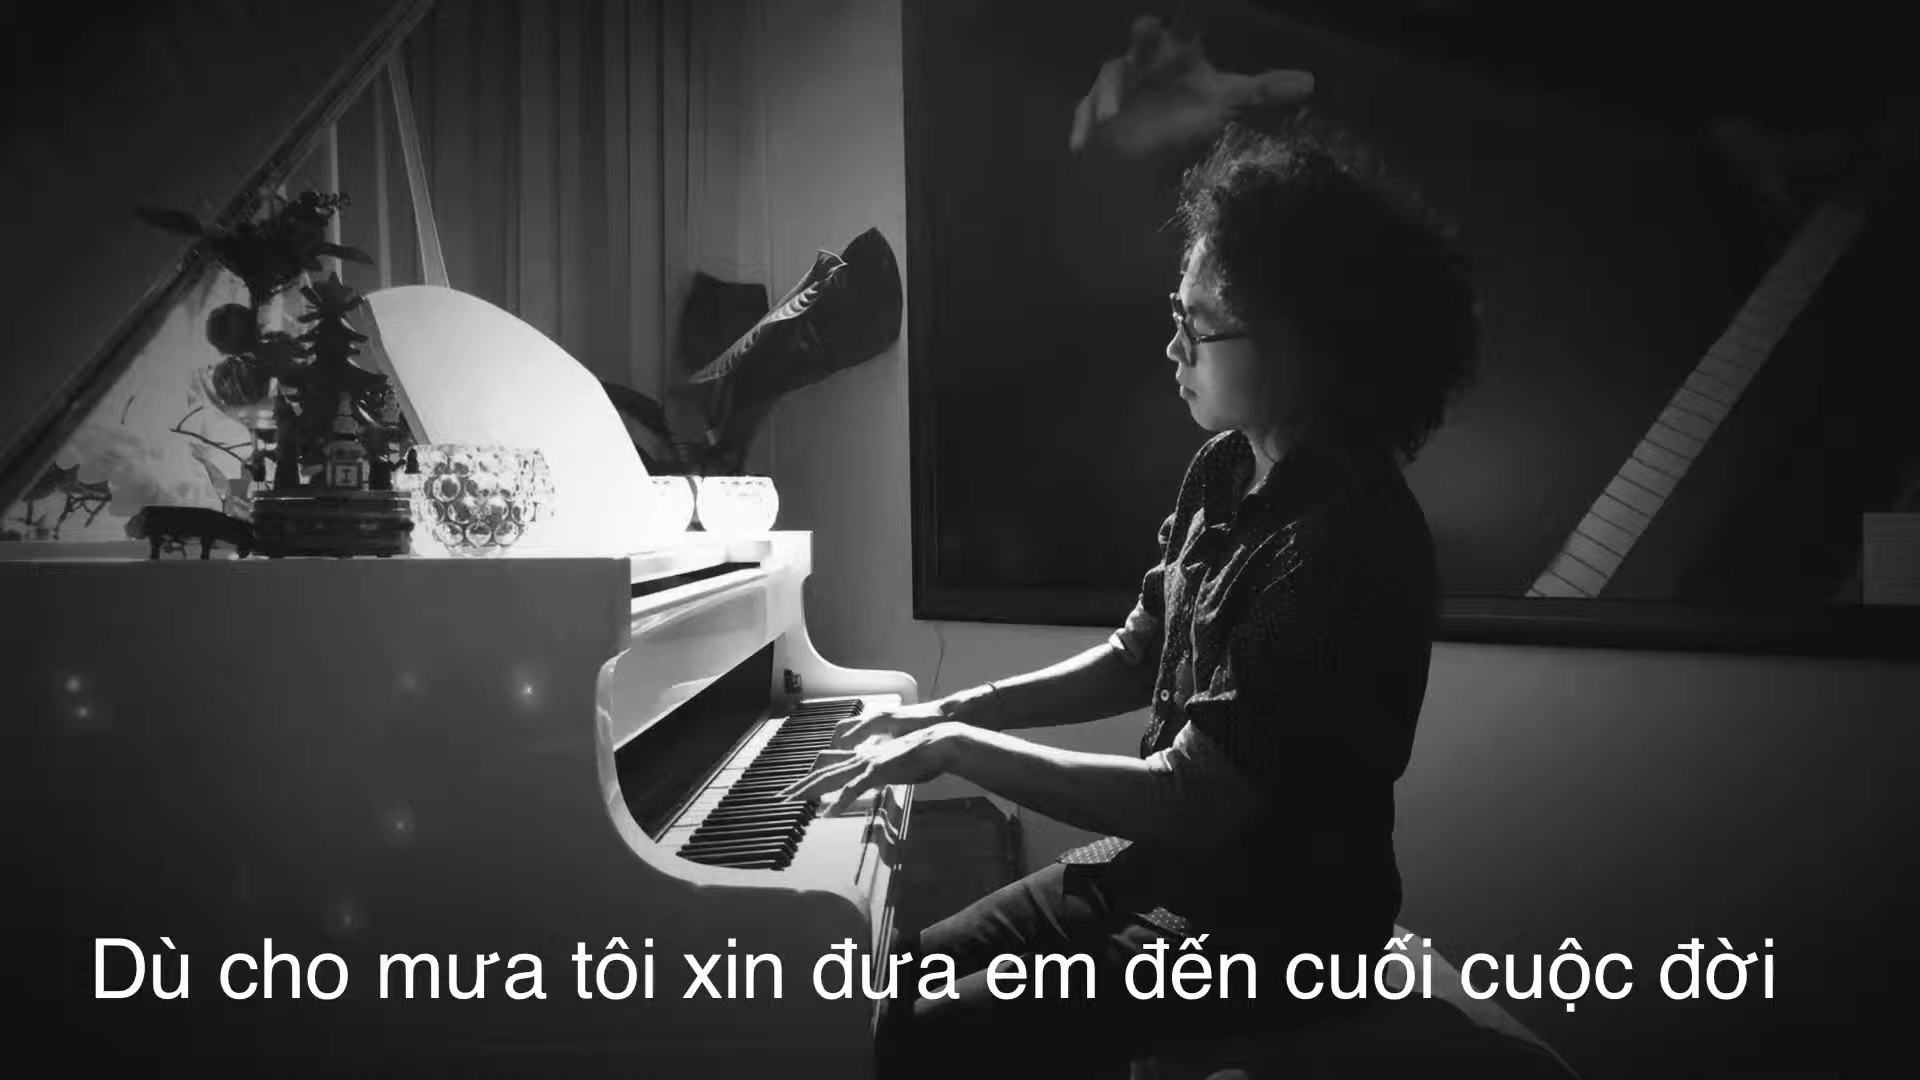 Dù cho mưa tôi xin đưa em đến cuối cuộc đời